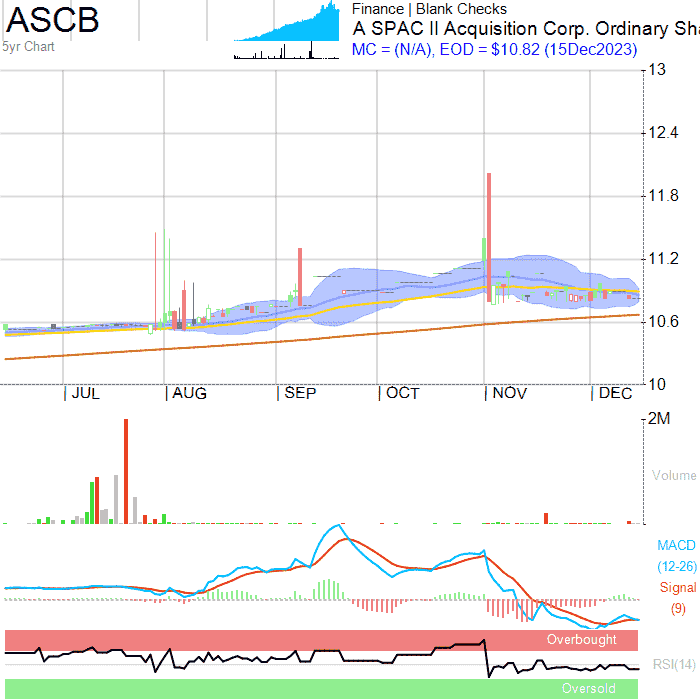 ASCB
5yr Chart
Finance | Blank Checks
A SPAC II Acquisition Corp. Ordinary Sha
MC = (N/A), EOD = $10.82 (15Dec2023)
13
12.4
11.8
11.2
10.6
10
JUL AUG SEP OCT NOV DEC
2M
Volume
MACD
(12-26)
Signal
(9)
Overbought
RSI(14)
Oversold